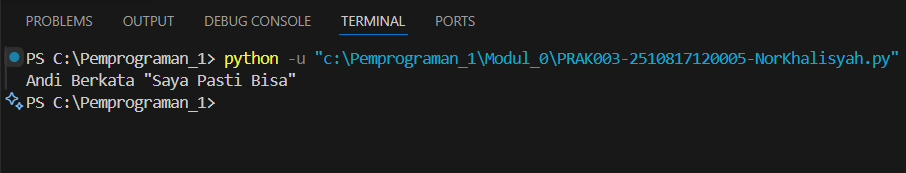 PROBLEMS OUTPUT DEBUG CONSOLE TERMINAL PORTS
PS C:\Pemprograman_1> python -u "c:\Pemprograman_1\Modul_0\PRAK003-2510817120005-NorKhalisyah.py"
Andi Berkata "Saya Pasti Bisa"
PS C:\Pemprograman_1>